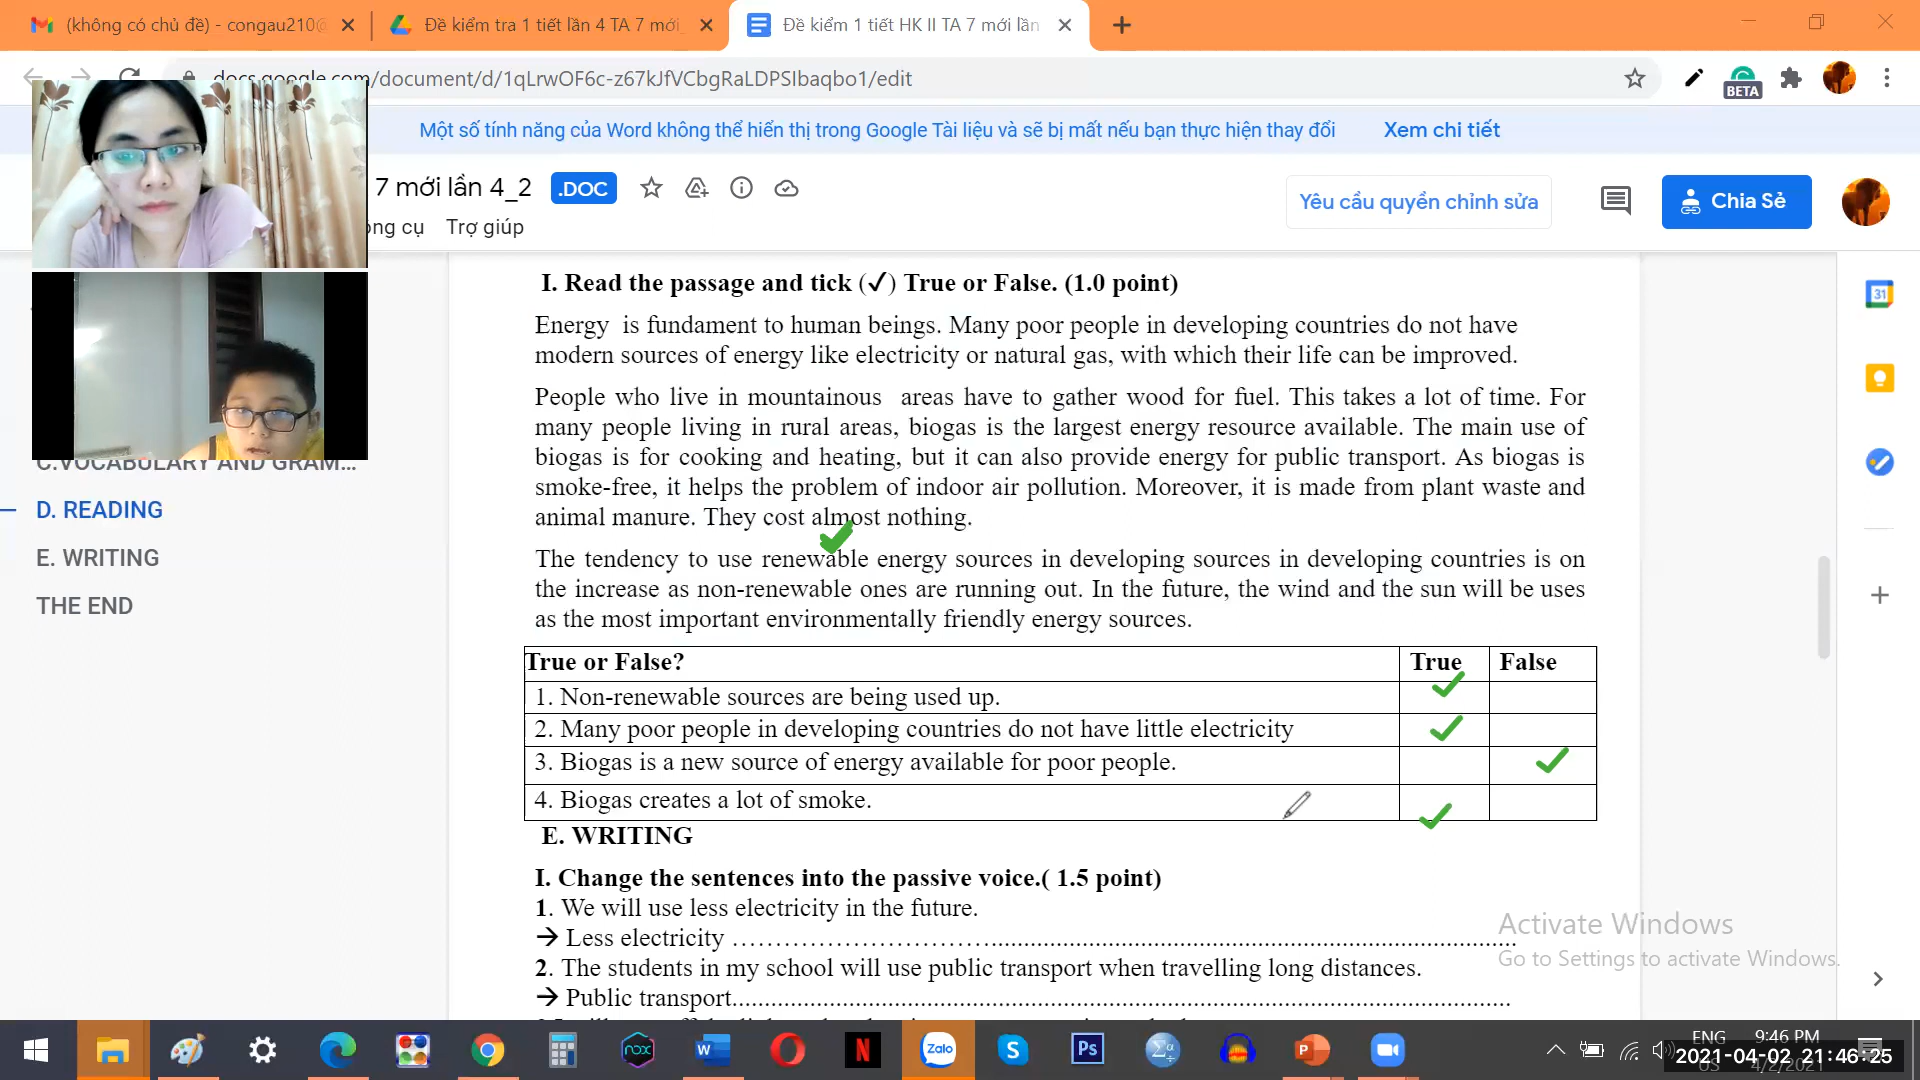 (không có chủ đề) - congau210@
Đề kiểm tra 1 tiết lần 4 TA 7 mới
Đề kiểm 1 tiết HK II TA 7 mới lần
docs.google.com/document/d/1qLrwOF6c-z67kJfVCbgRaLDPSIbaqbo1/edit
BETA
Một số tính năng của Word không thể hiển thị trong Google Tài liệu và sẽ bị mất nếu bạn thực hiện thay đổi
Xem chi tiết
7 mới lần 4_2
.DOC
Yêu cầu quyền chỉnh sửa
Chia Sẻ
ông cụ
Trợ giúp
C.VOCABULARY AND GRAM...
D. READING
E. WRITING
THE END
I. Read the passage and tick (✓) True or False. (1.0 point)
Energy is fundament to human beings. Many poor people in developing countries do not have
modern sources of energy like electricity or natural gas, with which their life can be improved.
People who live in mountainous areas have to gather wood for fuel. This takes a lot of time. For
many people living in rural areas, biogas is the largest energy resource available. The main use of
biogas is for cooking and heating, but it can also provide energy for public transport. As biogas is
smoke-free, it helps the problem of indoor air pollution. Moreover, it is made from plant waste and
animal manure. They cost almost nothing.
The tendency to use renewable energy sources in developing sources in developing countries is on
the increase as non-renewable ones are running out. In the future, the wind and the sun will be uses
as the most important environmentally friendly energy sources.
True or False? True False
1. Non-renewable sources are being used up.
2. Many poor people in developing countries do not have little electricity
3. Biogas is a new source of energy available for poor people.
4. Biogas creates a lot of smoke.
E. WRITING
I. Change the sentences into the passive voice.( 1.5 point)
1. We will use less electricity in the future.
→ Less electricity ……………………………...............................................................................
2. The students in my school will use public transport when travelling long distances.
→ Public transport...............................................................................................................
Activate Windows
Go to Settings to activate Windows.
31
nox
W
N
Zalo
S
Ps
Σα
P
ENG
US
9:46 PM
4/2/2021
2021-04-02 21:46:25